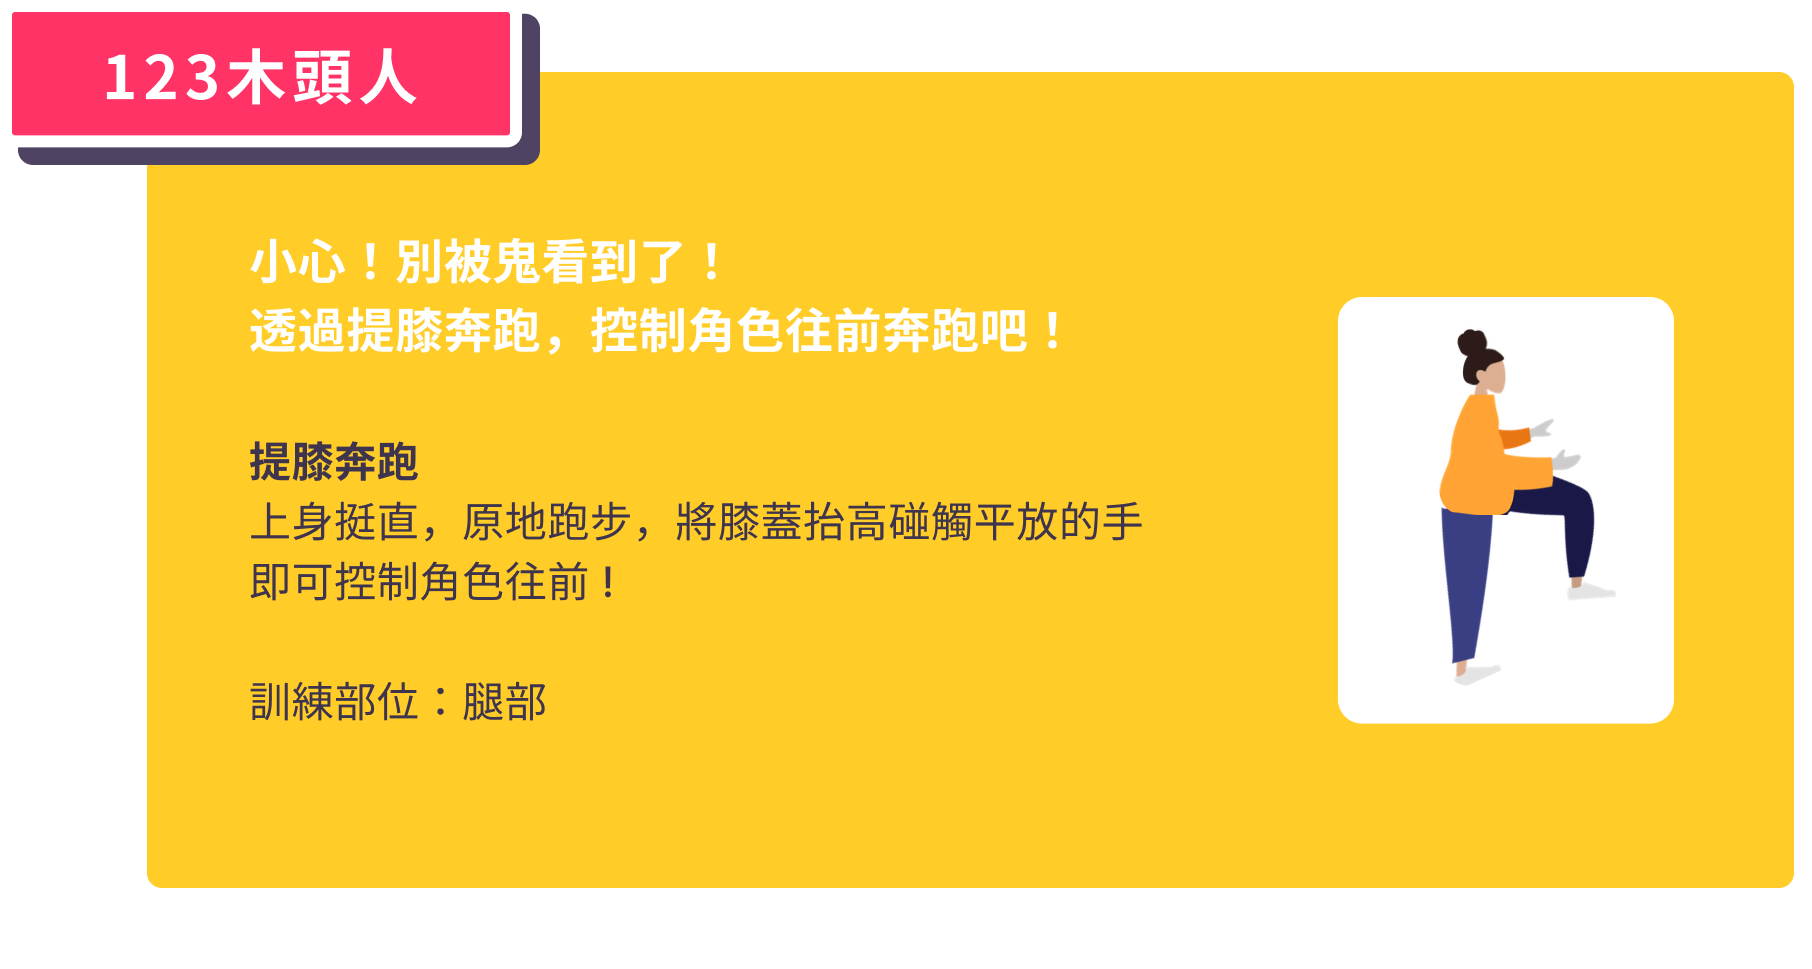 123木頭人
小心！別被鬼看到了！
透過提膝奔跑，控制角色往前奔跑吧！
提膝奔跑
上身挺直，原地跑步，將膝蓋抬高碰觸平放的手
即可控制角色往前！
訓練部位：腿部